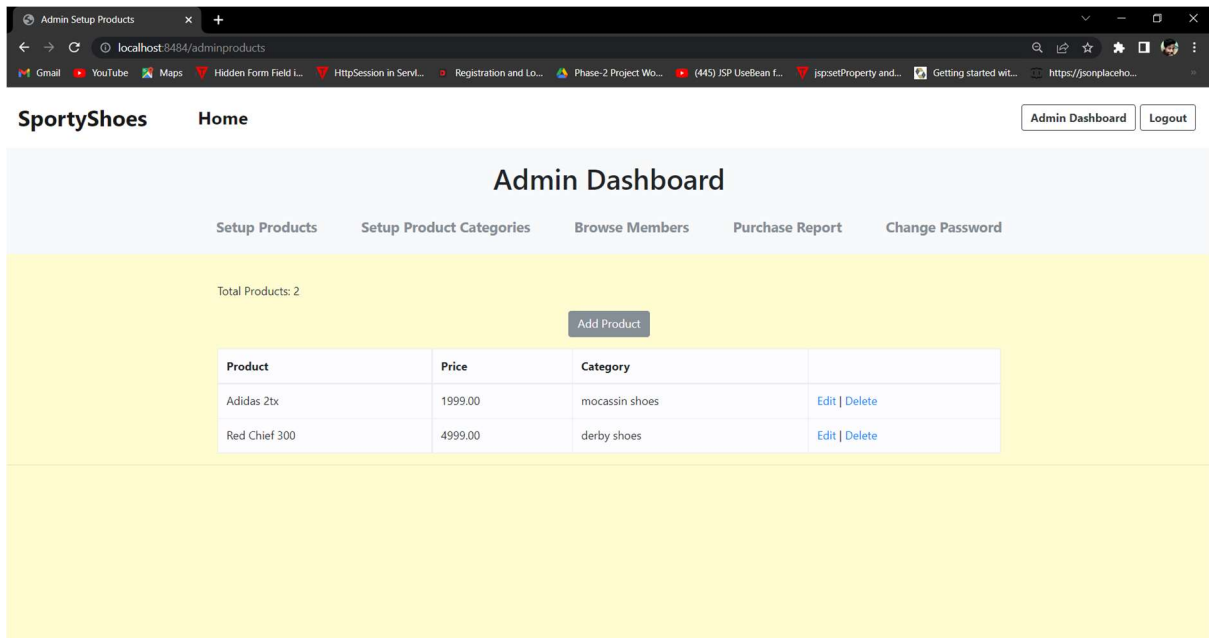 Admin Setup Products
localhost:8484/adminproducts
Gmail YouTube Maps Hidden Form Field i... HttpSession in Servl... Registration and Lo... Phase-2 Project Wo... (445) JSP UseBean f... jsp:setProperty and... Getting started wit... https://jsonplaceho...
SportyShoes Home Admin Dashboard Logout
Admin Dashboard
Setup Products Setup Product Categories Browse Members Purchase Report Change Password
Total Products: 2
Add Product
Product Price Category
Adidas 2tx 1999.00 mocassin shoes Edit | Delete
Red Chief 300 4999.00 derby shoes Edit | Delete